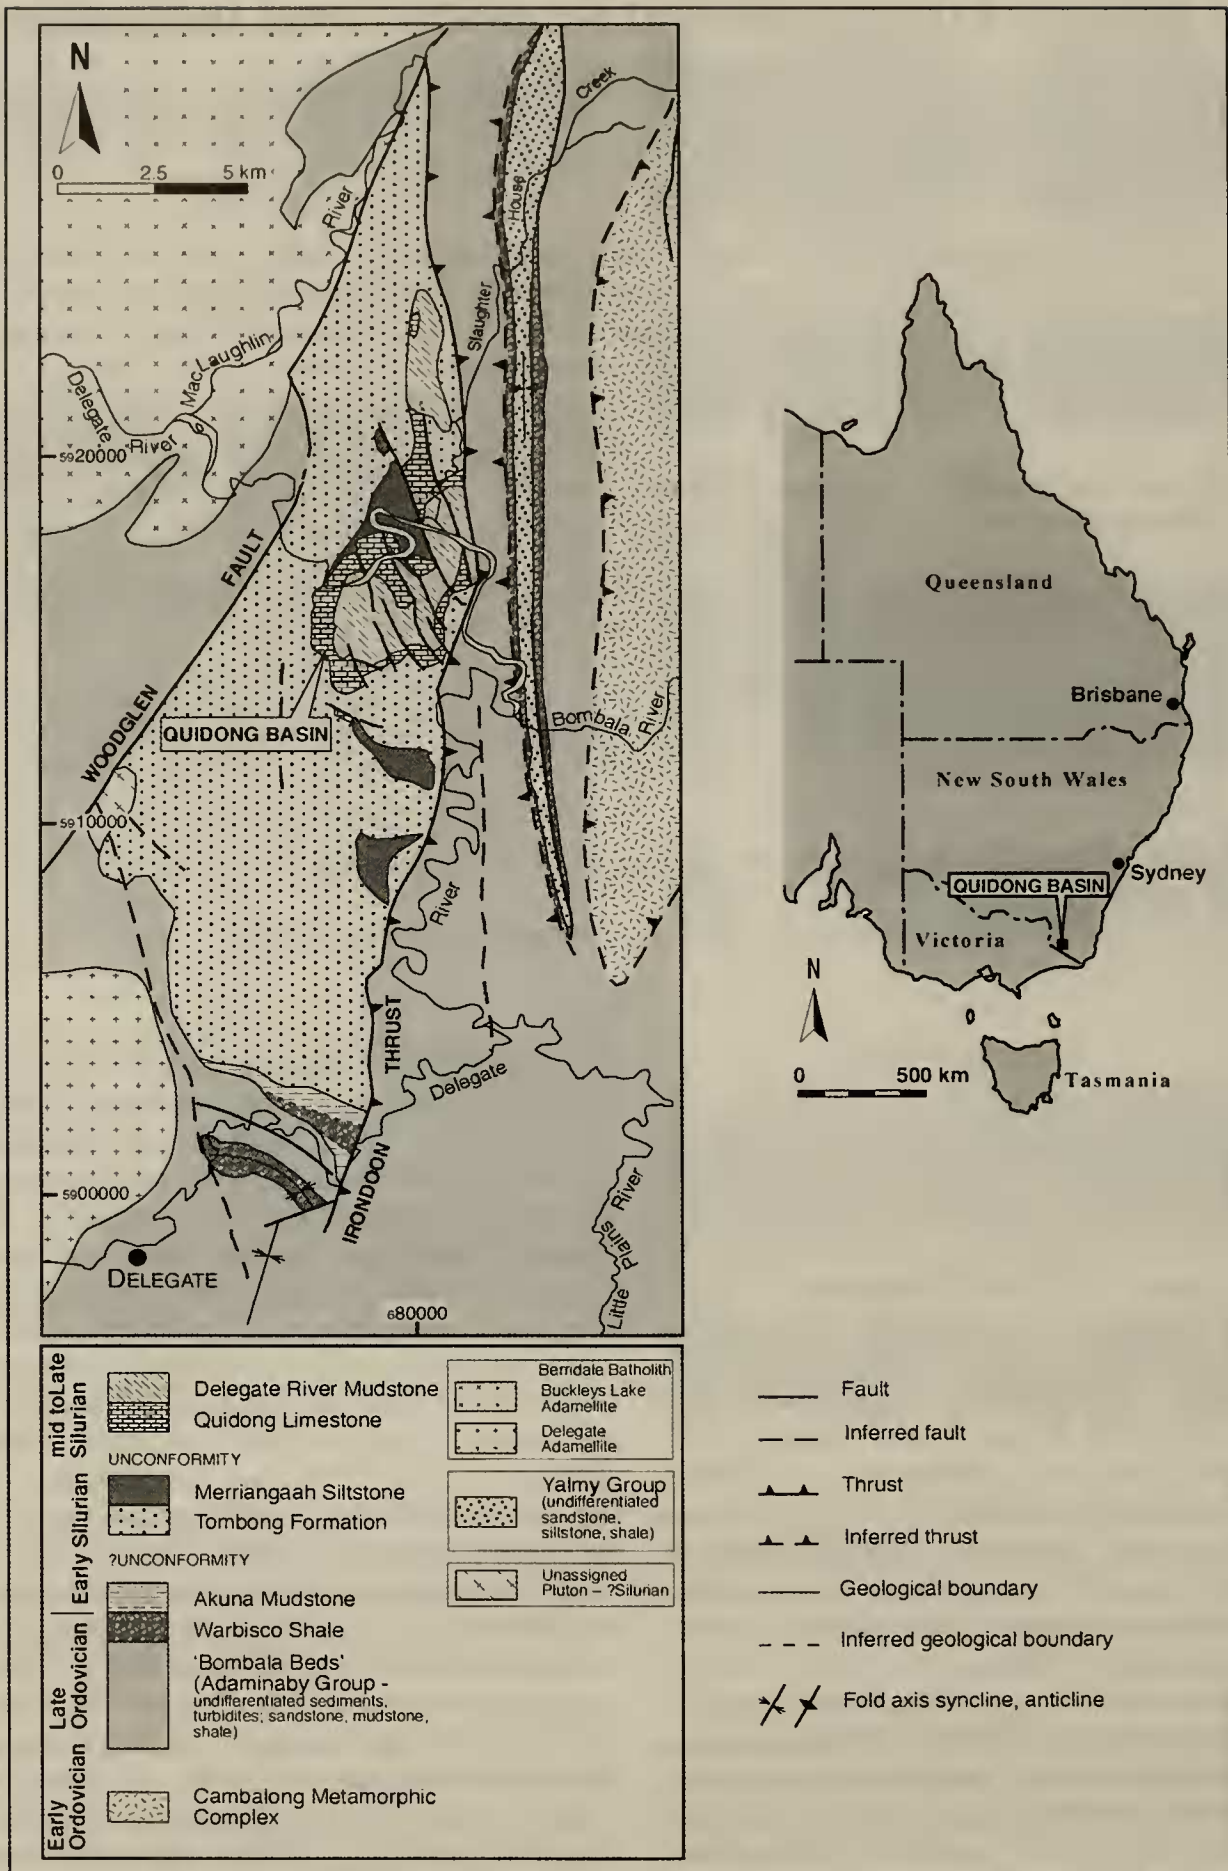 N
0 2.5 5 km
Creek
House
Slaughter
River
MacLaughlin
Delegate
River
5920000
FAULT
WOODGLEN
QUIDONG BASIN
Bombala
River
5910000
River
THRUST
Delegate
IRONDOON
5900000
DELEGATE
680000
Little Plains River
Queensland
Brisbane
New South Wales
Sydney
QUIDONG BASIN
Victoria
N
0 500 km
Tasmania
mid toLate
Silurian
Delegate River Mudstone
Quidong Limestone
UNCONFORMITY
Early Silurian
Merriangaah Siltstone
Tombong Formation
?UNCONFORMITY
Akuna Mudstone
Warbisco Shale
Late
Ordovician
'Bombala Beds'
(Adaminaby Group -
undifferentiated sediments,
turbidites; sandstone, mudstone,
shale)
Early
Ordovician
Cambalong Metamorphic
Complex
Berridale Batholith
Buckleys Lake
Adamellite
Delegate
Adamellite
Yalmy Group
(undifferentiated
sandstone,
siltstone, shale)
Unassigned
Pluton – ?Silurian
Fault
Inferred fault
Thrust
Inferred thrust
Geological boundary
Inferred geological boundary
Fold axis syncline, anticline